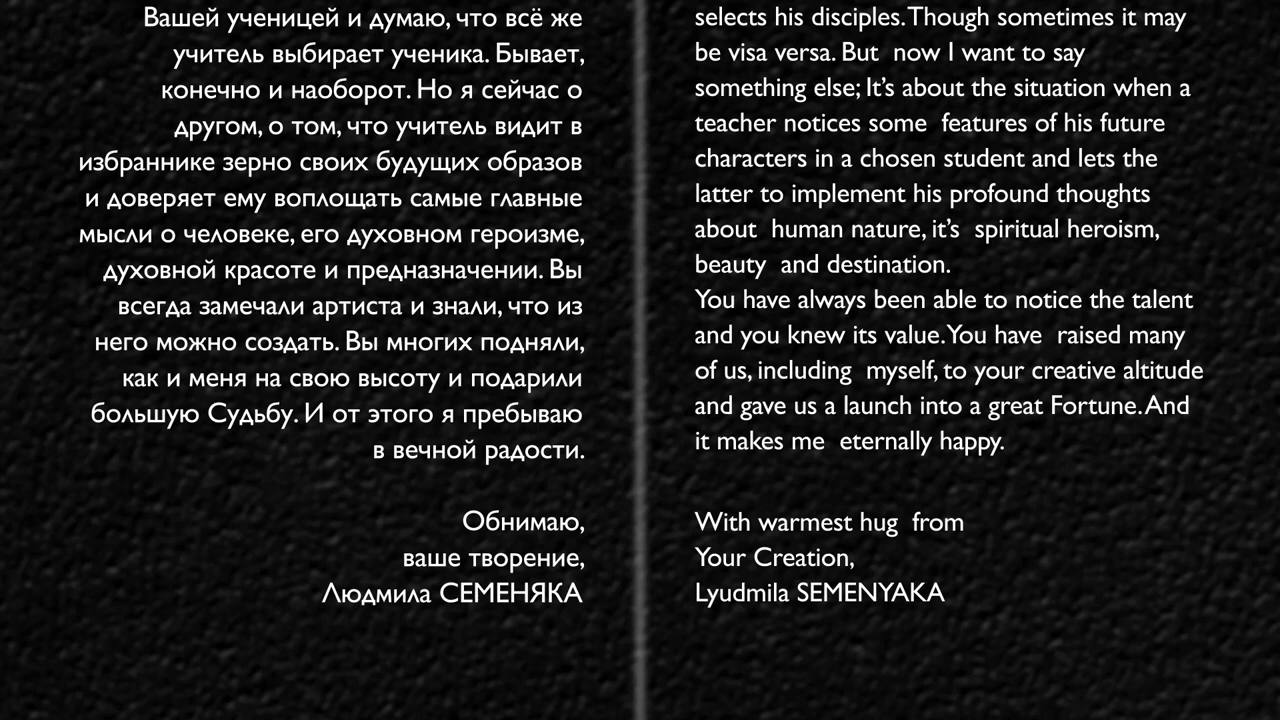 Вашей ученицей и думаю, что всё же
учитель выбирает ученика. Бывает,
конечно и наоборот. Но я сейчас о
другом, о том, что учитель видит в
избраннике зерно своих будущих образов
и доверяет ему воплощать самые главные
мысли о человеке, его духовном героизме,
духовной красоте и предназначении. Вы
всегда замечали артиста и знали, что из
него можно создать. Вы многих подняли,
как и меня на свою высоту и подарили
большую Судьбу. И от этого я пребываю
в вечной радости.
Обнимаю,
ваше творение,
Людмила СЕМЕНЯКА
selects his disciples. Though sometimes it may
be visa versa. But now I want to say
something else; It’s about the situation when a
teacher notices some features of his future
characters in a chosen student and lets the
latter to implement his profound thoughts
about human nature, it’s spiritual heroism,
beauty and destination.
You have always been able to notice the talent
and you knew its value. You have raised many
of us, including myself, to your creative altitude
and gave us a launch into a great Fortune. And
it makes me eternally happy.
With warmest hug from
Your Creation,
Lyudmila SEMENYAKA